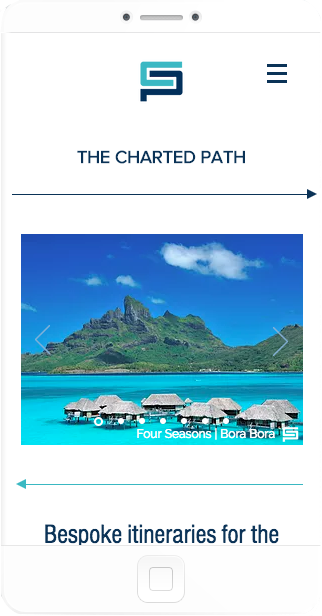 THE CHARTED PATH
Four Seasons | Bora Bora
Bespoke itineraries for the